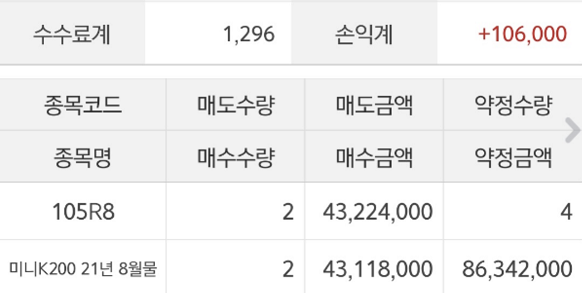 수수료계 1,296 손익계 +106,000
종목코드 매도수량 매도금액 약정수량
종목명 매수수량 매수금액 약정금액
105R8 2 43,224,000 4
미니K200 21년 8월물 2 43,118,000 86,342,000